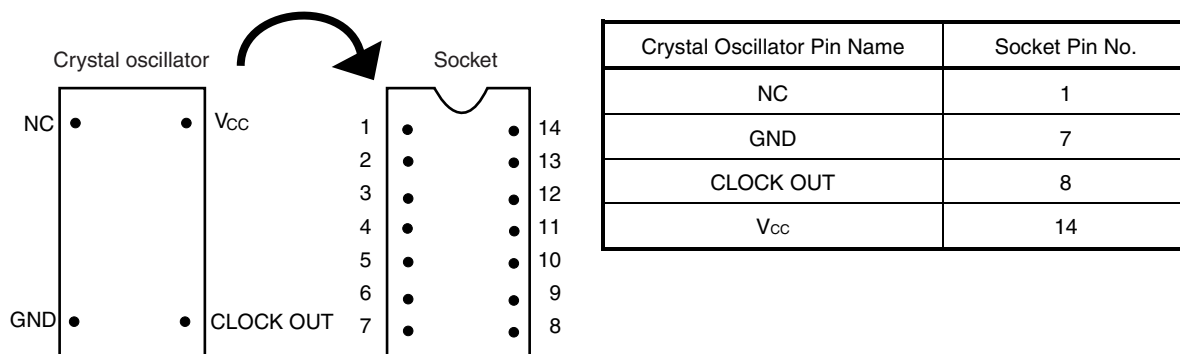 Crystal oscillator
NC
VCC
GND
CLOCK OUT
Socket
1
14
2
13
3
12
4
11
5
10
6
9
7
8
Crystal Oscillator Pin Name Socket Pin No.
NC 1
GND 7
CLOCK OUT 8
VCC 14